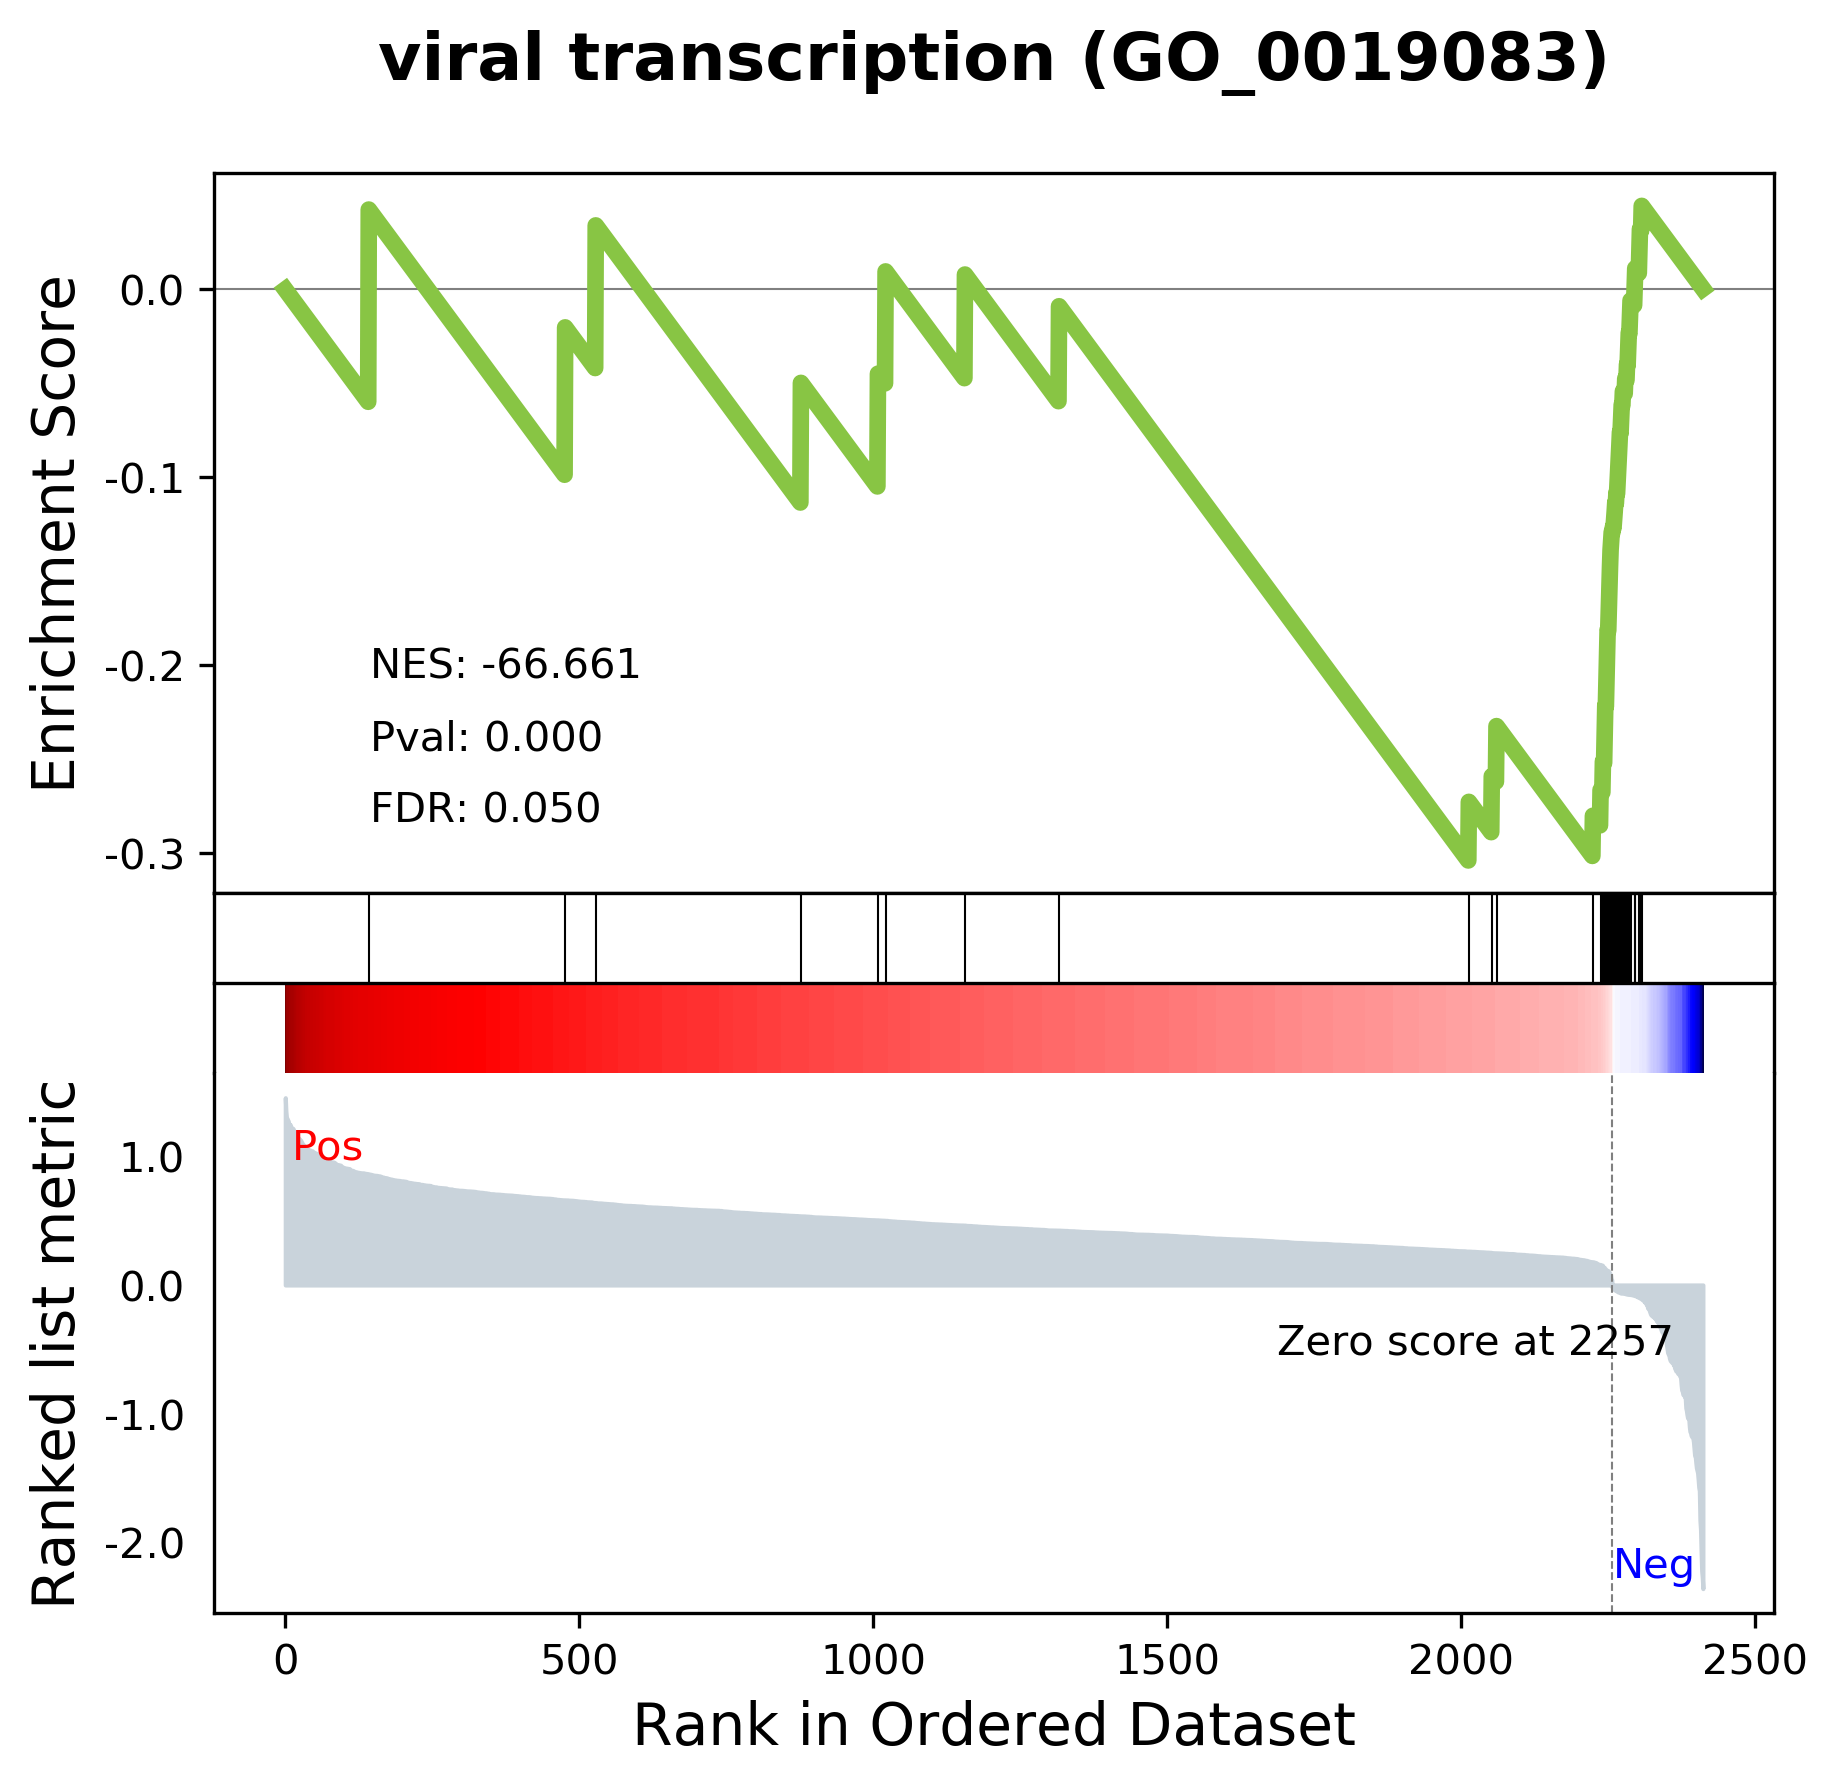 viral transcription (GO_0019083)
Enrichment Score
0.0
-0.1
-0.2
-0.3
NES: -66.661
Pval: 0.000
FDR: 0.050
Ranked list metric
1.0
0.0
-1.0
-2.0
Pos
Zero score at 2257
Neg
0 500 1000 1500 2000 2500
Rank in Ordered Dataset